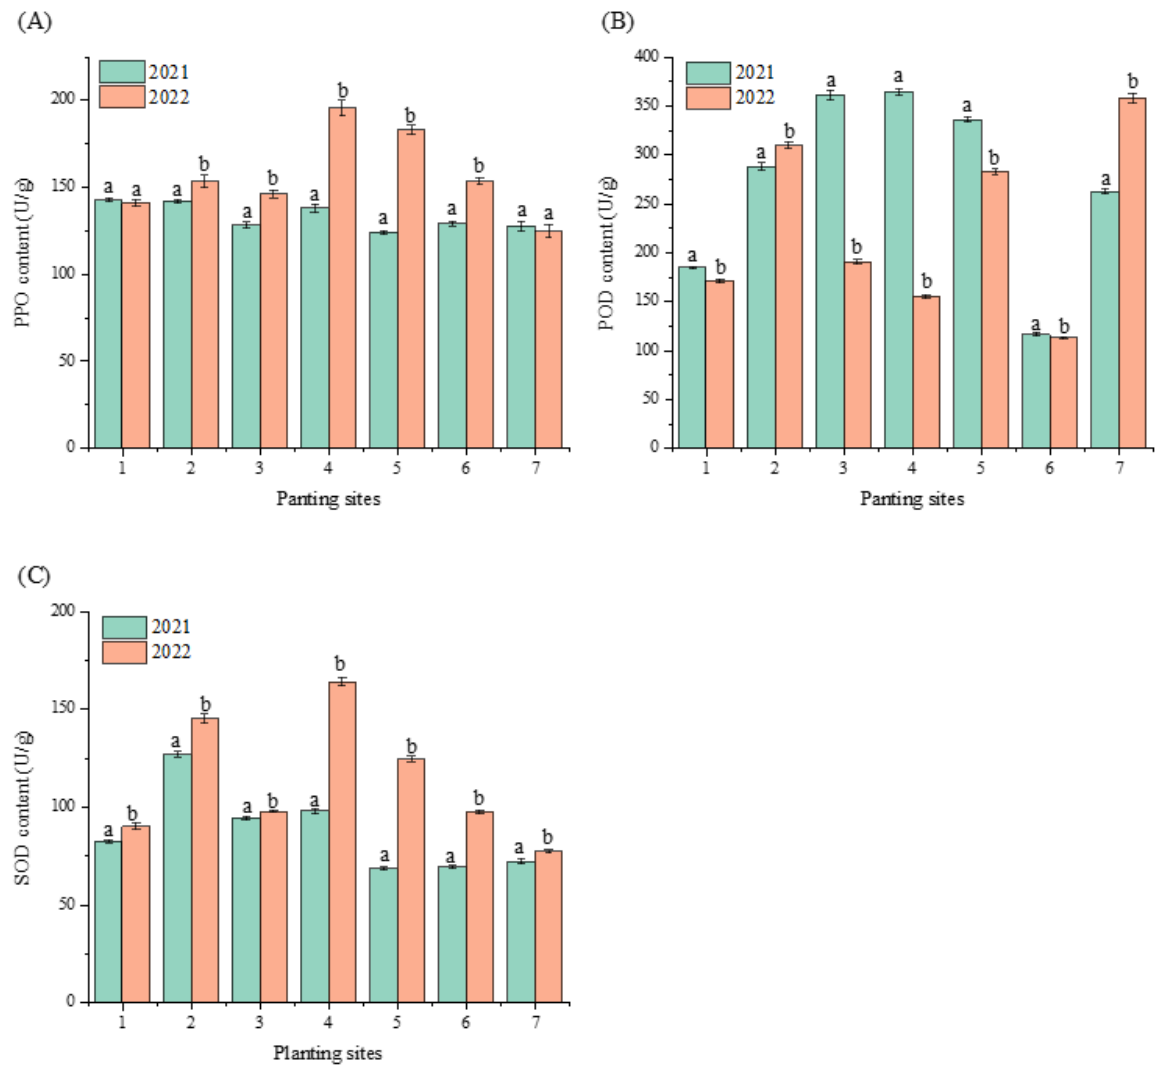 (A)
2021
2022
PPO content (U/g)
200
150
100
50
0
a a a b a b a b a b a b a a
1 2 3 4 5 6 7
Panting sites
(B)
2021
2022
POD content (U/g)
400
350
300
250
200
150
100
50
0
a b a b a b a b a b a b a b
1 2 3 4 5 6 7
Panting sites
(C)
2021
2022
SOD content (U/g)
200
150
100
50
0
a b a b a b a b a b a b a b
1 2 3 4 5 6 7
Planting sites